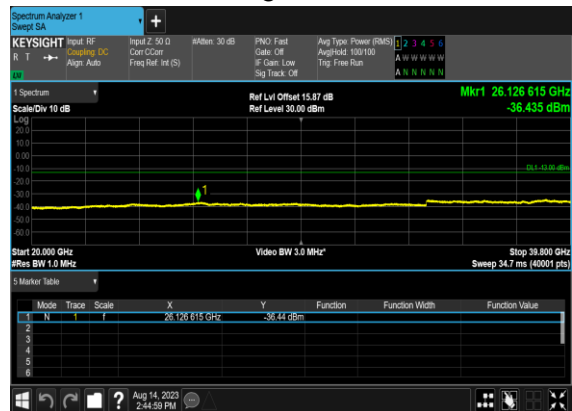 Spectrum Analyzer 1
Swept SA
+
KEYSIGHT Input: RF Input Z: 50 Ω #Atten: 30 dB PNO: Fast Avg Type: Power (RMS) 1 2 3 4 5 6
R T Coupling: DC Corr CCorr Gate: Off Avg|Hold: 100/100 A W W W W W
Align: Auto Freq Ref: Int (S) IF Gain: Low Trig: Free Run
Sig Track: Off A N N N N N
LXI
1 Spectrum Ref Lvl Offset 15.87 dB Mkr1 26.126 615 GHz
Scale/Div 10 dB Ref Level 30.00 dBm -36.435 dBm
Log
20.0
10.0
0.00
-10.0
DL1 -13.00 dBm
-20.0
-30.0
1
-40.0
-50.0
-60.0
Start 20.000 GHz Video BW 3.0 MHz* Stop 39.800 GHz
#Res BW 1.0 MHz Sweep 34.7 ms (40001 pts)
5 Marker Table
Mode Trace Scale X Y Function Function Width Function Value
1 N 1 f 26.126 615 GHz -36.44 dBm
2
3
4
5
6
? Aug 14, 2023
2:44:59 PM